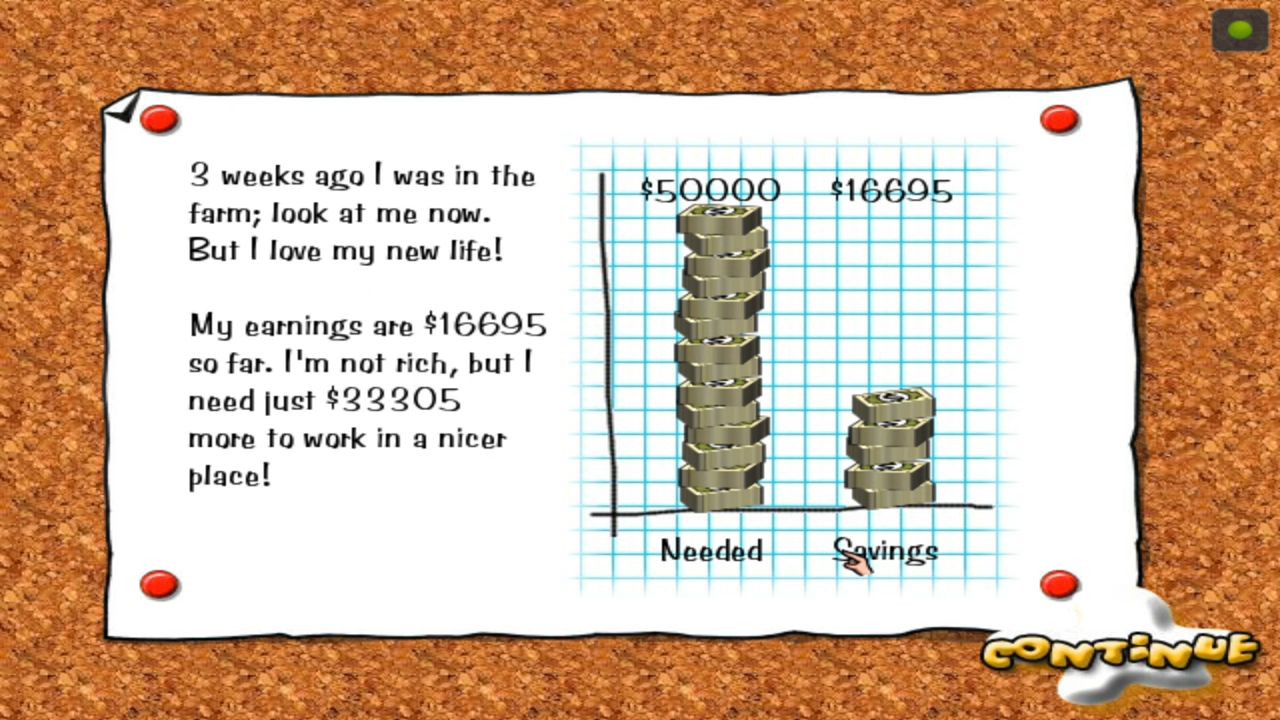 3 weeks ago I was in the
farm; look at me now.
But I love my new life!
My earnings are $16695
so far. I'm not rich, but I
need just $33305
more to work in a nicer
place!
$50000 $16695
Needed Savings
CONTINUE